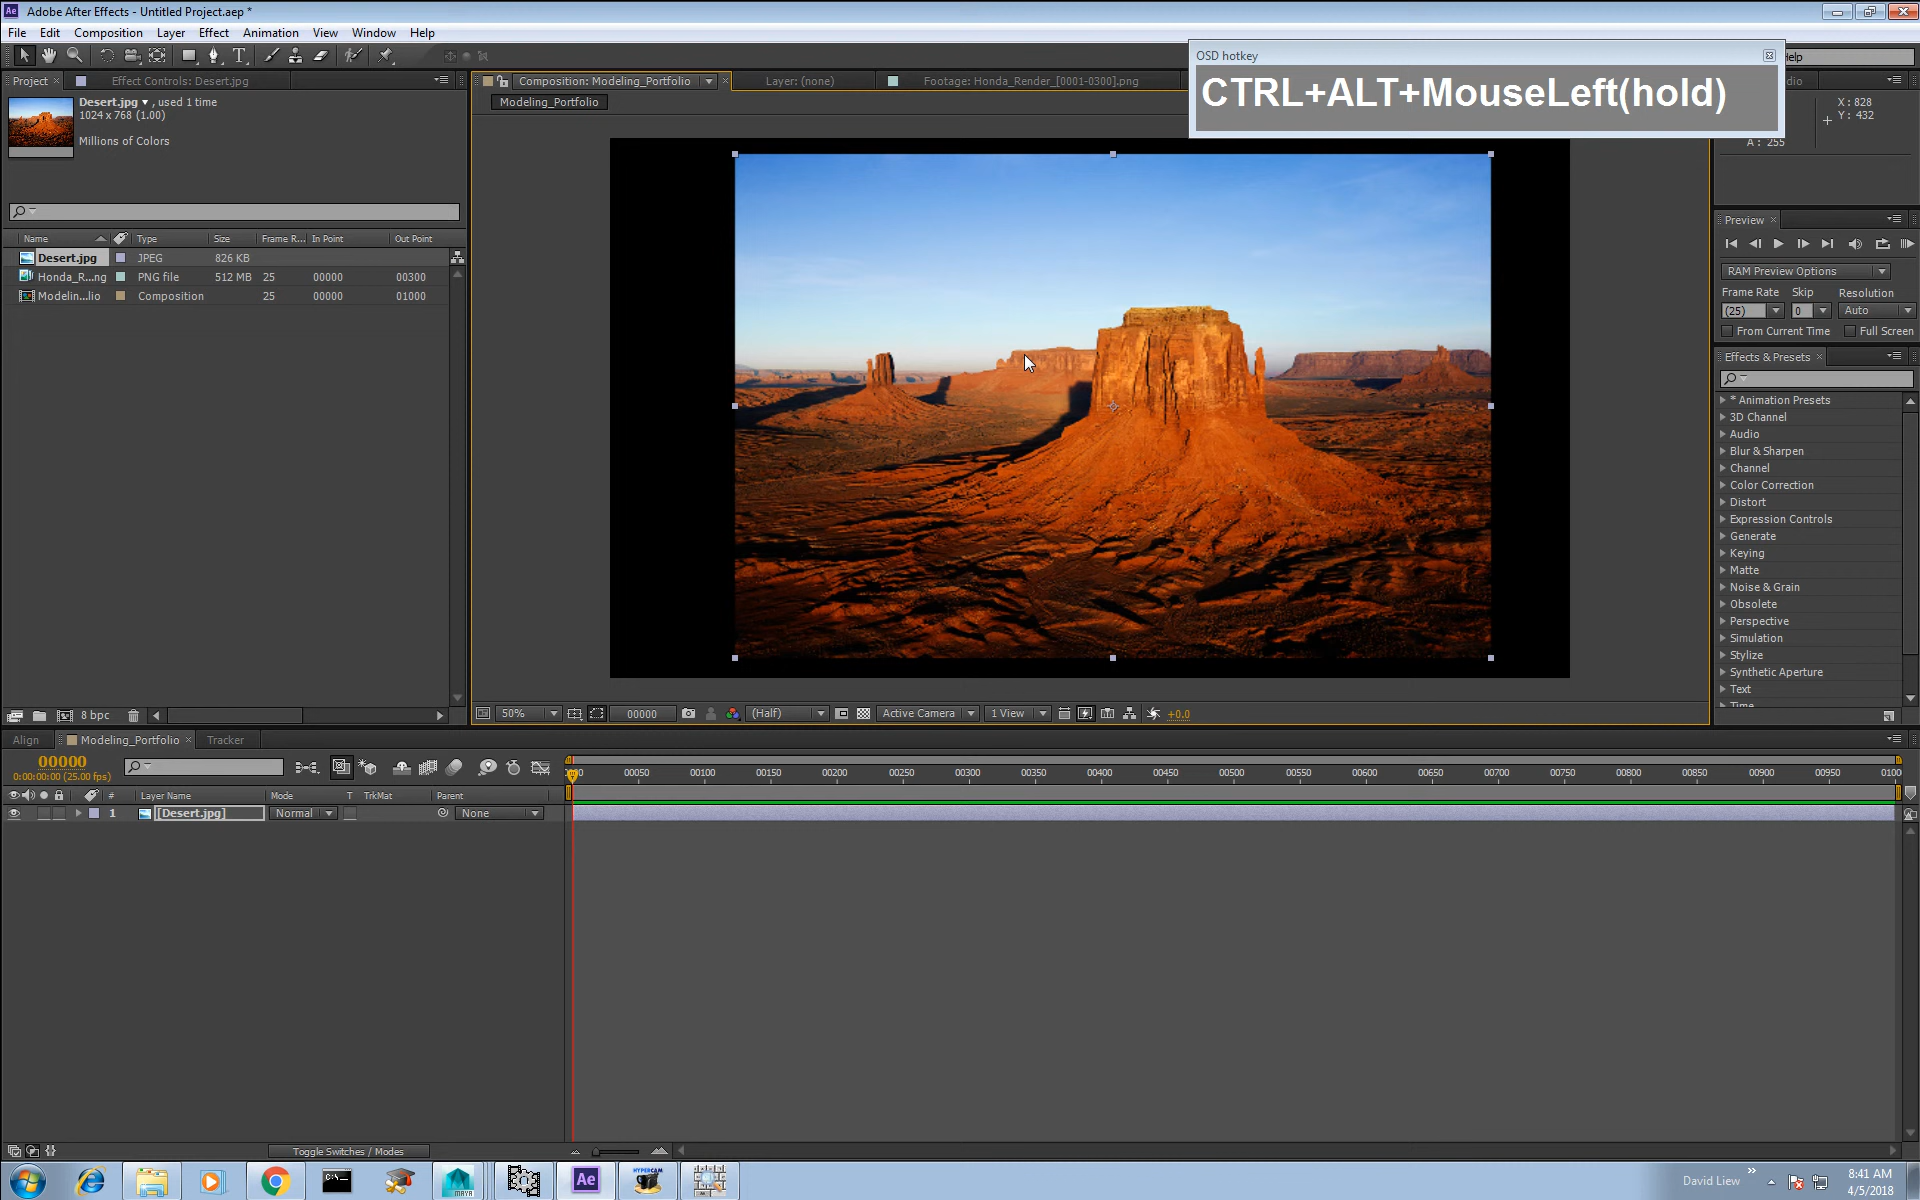 Adobe After Effects - Untitled Project.aep *
File Edit Composition Layer Effect Animation View Window Help
OSD hotkey
CTRL+ALT+MouseLeft(hold)
Help
Project Effect Controls: Desert.jpg
Composition: Modeling_Portfolio Layer: (none) Footage: Honda_Render_[0001-0300].png
Modeling_Portfolio
Desert.jpg , used 1 time
1024 x 768 (1.00)
Millions of Colors
X : 828
Y : 432
A : 255
Name Type Size Frame R... In Point Out Point
Desert.jpg JPEG 826 KB
Honda_R...ng PNG file 512 MB 25 00000 00300
Modelin...lio Composition 25 00000 01000
Preview
RAM Preview Options
Frame Rate Skip Resolution
(25) 0 Auto
From Current Time Full Screen
Effects & Presets
* Animation Presets
3D Channel
Audio
Blur & Sharpen
Channel
Color Correction
Distort
Expression Controls
Generate
Keying
Matte
Noise & Grain
Obsolete
Perspective
Simulation
Stylize
Synthetic Aperture
Text
Time
8 bpc
50% 00000 (Half) Active Camera 1 View +0.0
Align Modeling_Portfolio Tracker
00000
0:00:00:00 (25.00 fps)
00050 00100 00150 00200 00250 00300 00350 00400 00450 00500 00550 00600 00650 00700 00750 00800 00850 00900 00950 0100
# Layer Name Mode T TrkMat Parent
1 [Desert.jpg] Normal None
Toggle Switches / Modes
C:\
MAYA
Ae
HYPERCAM
David Liew
8:41 AM
4/5/2018